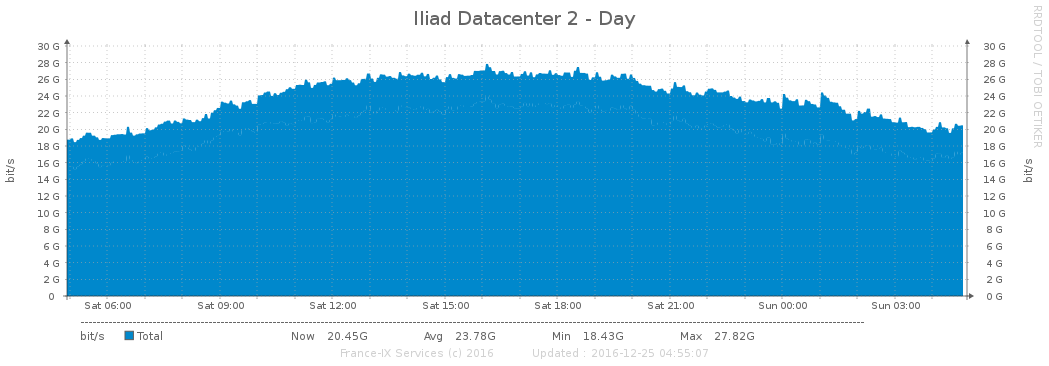 Iliad Datacenter 2 - Day
RRDTOOL / TOBI OETIKER
bit/s
30 G
28 G
26 G
24 G
22 G
20 G
18 G
16 G
14 G
12 G
10 G
8 G
6 G
4 G
2 G
0
30 G
28 G
26 G
24 G
22 G
20 G
18 G
16 G
14 G
12 G
10 G
8 G
6 G
4 G
2 G
0 G
bit/s
Sat 06:00 Sat 09:00 Sat 12:00 Sat 15:00 Sat 18:00 Sat 21:00 Sun 00:00 Sun 03:00
bit/s Total Now 20.45G Avg 23.78G Min 18.43G Max 27.82G
France-IX Services (c) 2016 Updated : 2016-12-25 04:55:07